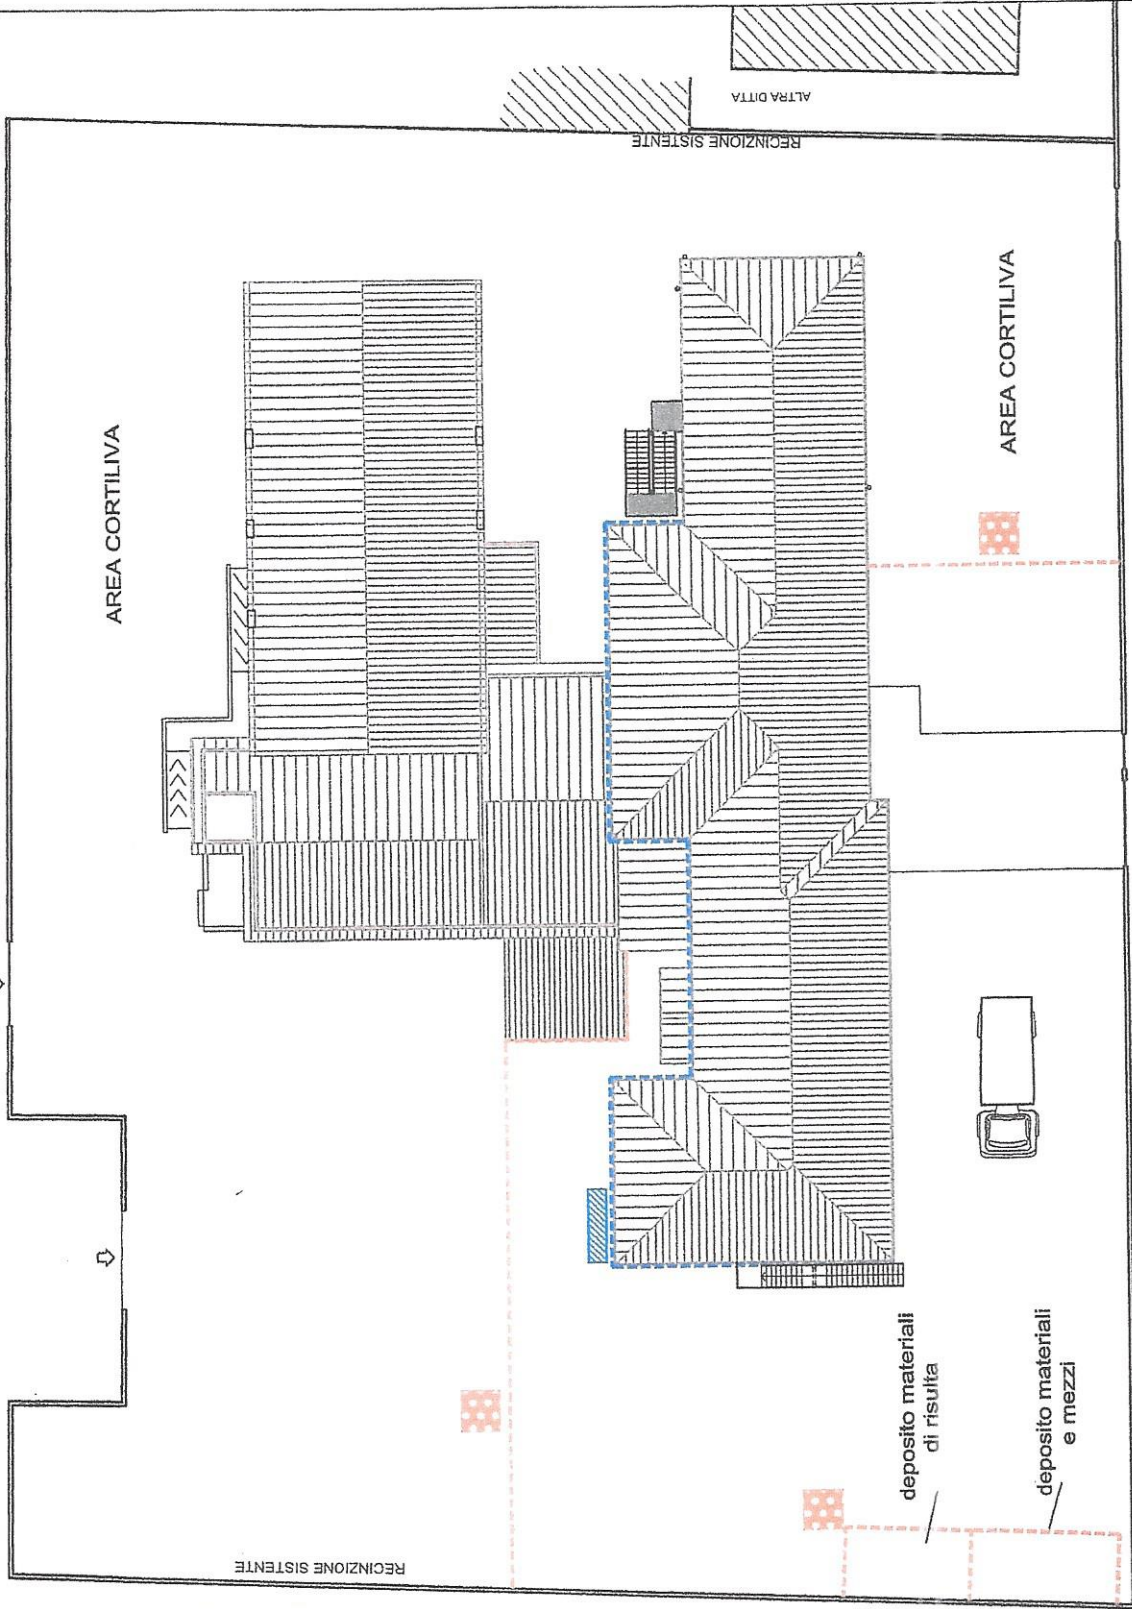 ALTRA DITTA
RECINZIONE SISTENTE
AREA CORTILIVA
AREA CORTILIVA
deposito materiali
di risulta
deposito materiali
e mezzi
RECINZIONE SISTENTE